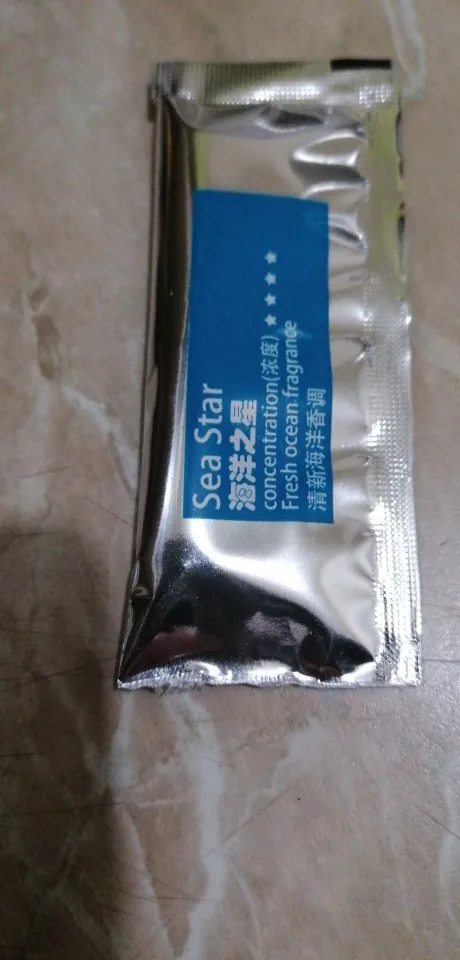 Sea Star
海洋之星
concentration(浓度) ★ ★ ★ ★
Fresh ocean fragrance
清新海洋香调